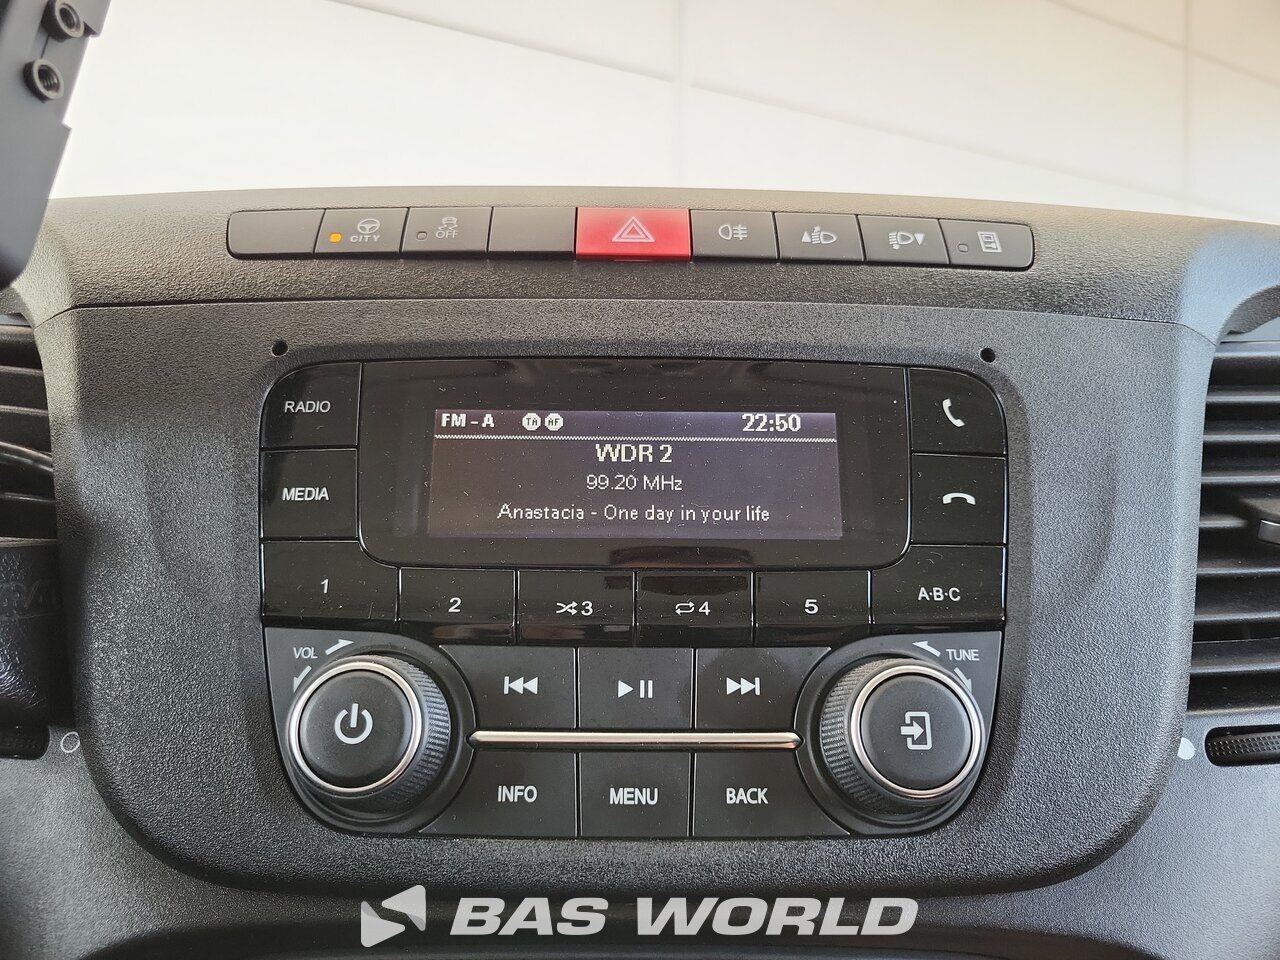 CITY
OFF
RADIO
FM - A TA AF 22:50
WDR 2
99.20 MHz
Anastacia - One day in your life
MEDIA
1 2 3 4 5 A·B·C
VOL
TUNE
INFO MENU BACK
BAS WORLD